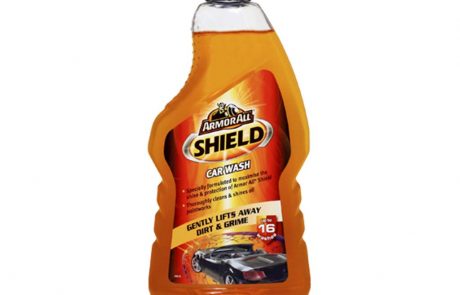 ARMORALL
SHIELD
CAR WASH
• Specially formulated to maximise the
shine & protection of Armor All® Shield
• Thoroughly cleans & shines all
paintworks
GENTLY LIFTS AWAY
DIRT & GRIME
16